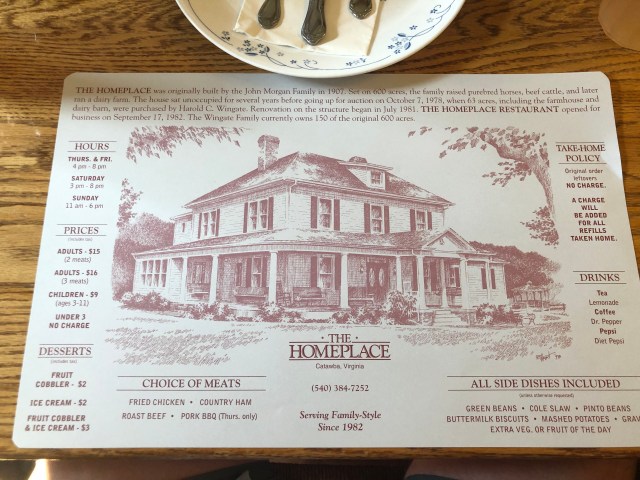 THE HOMEPLACE was originally built by the John Morgan Family in 1907. Set on 600 acres, the family raised purebred horses, beef cattle, and later
ran a dairy farm. The house sat unoccupied for several years before going up for auction on October 7, 1978, when 63 acres, including the farmhouse and
dairy barn, were purchased by Harold C. Wingate. Renovation on the structure began in July 1981. THE HOMEPLACE RESTAURANT opened for
business on September 17, 1982. The Wingate Family currently owns 150 of the original 600 acres.
HOURS
THURS. & FRI.
4 pm - 8 pm
SATURDAY
3 pm - 8 pm
SUNDAY
11 am - 6 pm
PRICES
(includes tax)
ADULTS - $15
(2 meats)
ADULTS - $16
(3 meats)
CHILDREN - $9
(ages 3-11)
UNDER 3
NO CHARGE
DESSERTS
(includes tax)
FRUIT
COBBLER - $2
ICE CREAM - $2
FRUIT COBBLER
& ICE CREAM - $3
TAKE-HOME
POLICY
Original order
leftovers
NO CHARGE.
A CHARGE
WILL
BE ADDED
FOR ALL
REFILLS
TAKEN HOME.
DRINKS
Tea
Lemonade
Coffee
Dr. Pepper
Pepsi
Diet Pepsi
THE
HOMEPLACE
Catawba, Virginia
(540) 384-7252
Serving Family-Style
Since 1982
CHOICE OF MEATS
FRIED CHICKEN • COUNTRY HAM
ROAST BEEF • PORK BBQ (Thurs. only)
ALL SIDE DISHES INCLUDED
(unless otherwise requested)
GREEN BEANS • COLE SLAW • PINTO BEANS
BUTTERMILK BISCUITS • MASHED POTATOES • GRAV
EXTRA VEG. OR FRUIT OF THE DAY